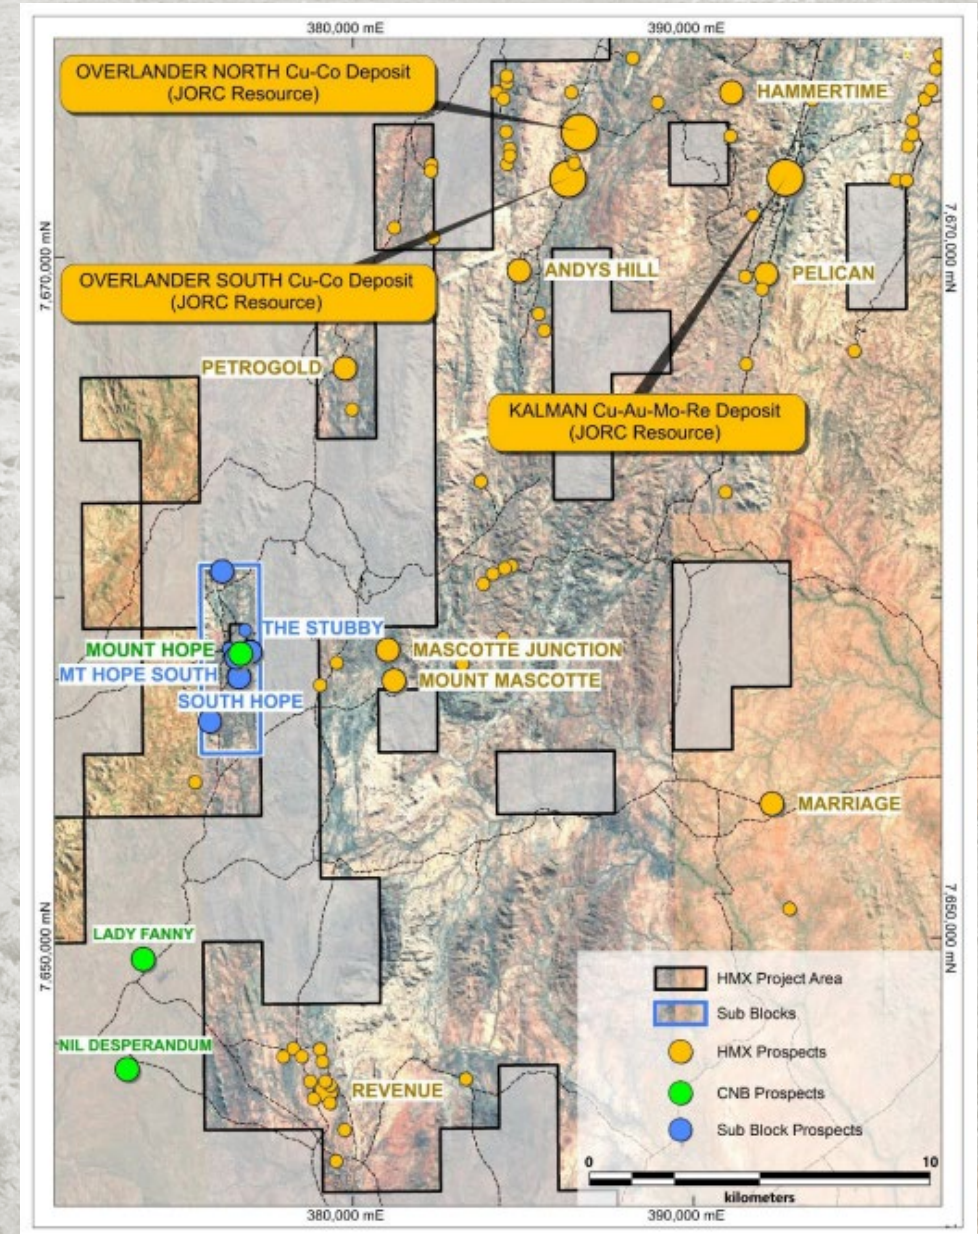 380,000 mE
390,000 mE
OVERLANDER NORTH Cu-Co Deposit
(JORC Resource)
HAMMERTIME
7,670,000 mN
7,670,000 mN
ANDYS HILL
PELICAN
OVERLANDER SOUTH Cu-Co Deposit
(JORC Resource)
PETROGOLD
KALMAN Cu-Au-Mo-Re Deposit
(JORC Resource)
THE STUBBY
MOUNT HOPE
MASCOTTE JUNCTION
MT HOPE SOUTH
MOUNT MASCOTTE
SOUTH HOPE
MARRIAGE
7,650,000 mN
7,650,000 mN
LADY FANNY
NIL DESPERANDUM
REVENUE
HMX Project Area
Sub Blocks
HMX Prospects
CNB Prospects
Sub Block Prospects
0
10
kilometers
380,000 mE
390,000 mE